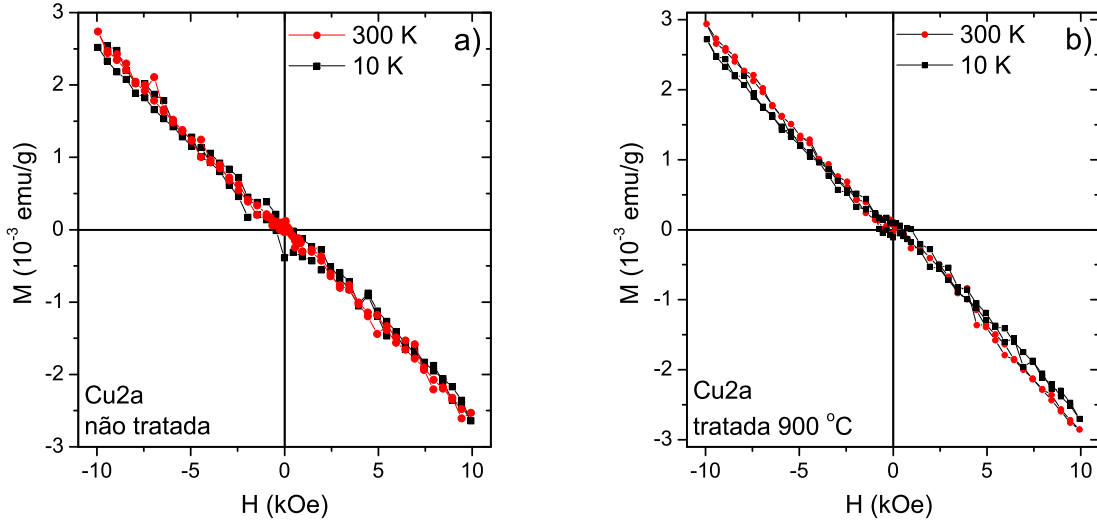 3
2
1
0
-1
-2
-3
M (10⁻³ emu/g)
300 K
10 K
a)
Cu2a
não tratada
-10
-5
0
5
10
H (kOe)
3
2
1
0
-1
-2
-3
M (10⁻³ emu/g)
300 K
10 K
b)
Cu2a
tratada 900 °C
-10
-5
0
5
10
H (kOe)